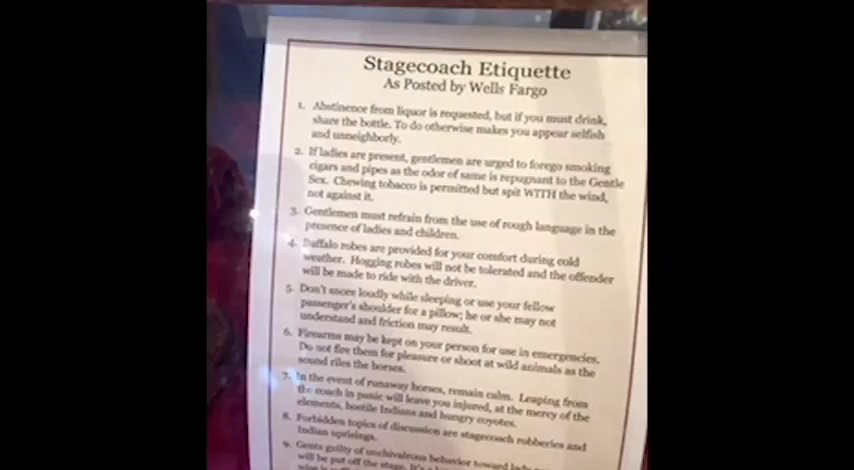 Stagecoach Etiquette
As Posted by Wells Fargo
1. Abstinence from liquor is requested, but if you must drink,
share the bottle. To do otherwise makes you appear selfish
and unneighborly.
2. If ladies are present, gentlemen are urged to forego smoking
cigars and pipes as the odor of same is repugnant to the Gentle
Sex. Chewing tobacco is permitted but spit WITH the wind,
not against it.
3. Gentlemen must refrain from the use of rough language in the
presence of ladies and children.
4. Buffalo robes are provided for your comfort during cold
weather. Hogging robes will not be tolerated and the offender
will be made to ride with the driver.
5. Don't snore loudly while sleeping or use your fellow
passenger's shoulder for a pillow; he or she may not
understand and friction may result.
6. Firearms may be kept on your person for use in emergencies.
Do not fire them for pleasure or shoot at wild animals as the
sound riles the horses.
7. In the event of runaway horses, remain calm. Leaping from
the coach in panic will leave you injured, at the mercy of the
elements, hostile Indians and hungry coyotes.
8. Forbidden topics of discussion are stagecoach robberies and
Indian uprisings.
9. Gents guilty of unchivalrous behavior toward lady
will be put off the stage. It's a